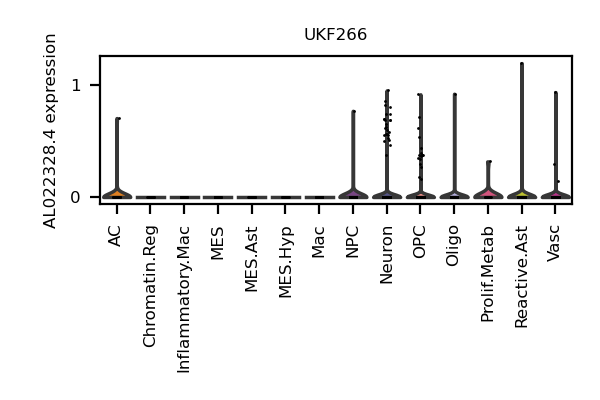 UKF266
AL022328.4 expression
1
0
AC
Chromatin.Reg
Inflammatory.Mac
MES
MES.Ast
MES.Hyp
Mac
NPC
Neuron
OPC
Oligo
Prolif.Metab
Reactive.Ast
Vasc